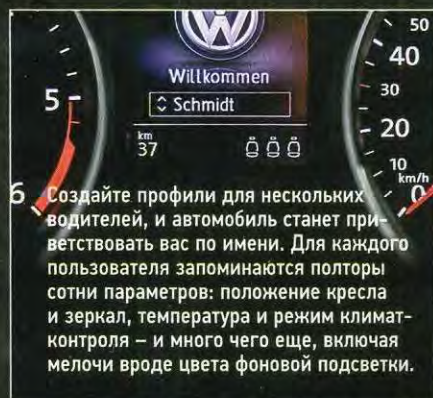 50
40
30
20
10
km/h
0
5
6
Willkommen
Schmidt
km
37
Создайте профили для нескольких
водителей, и автомобиль станет при-
ветствовать вас по имени. Для каждого
пользователя запоминаются полторы
сотни параметров: положение кресла
и зеркал, температура и режим климат-
контроля – и много чего еще, включая
мелочи вроде цвета фоновой подсветки.